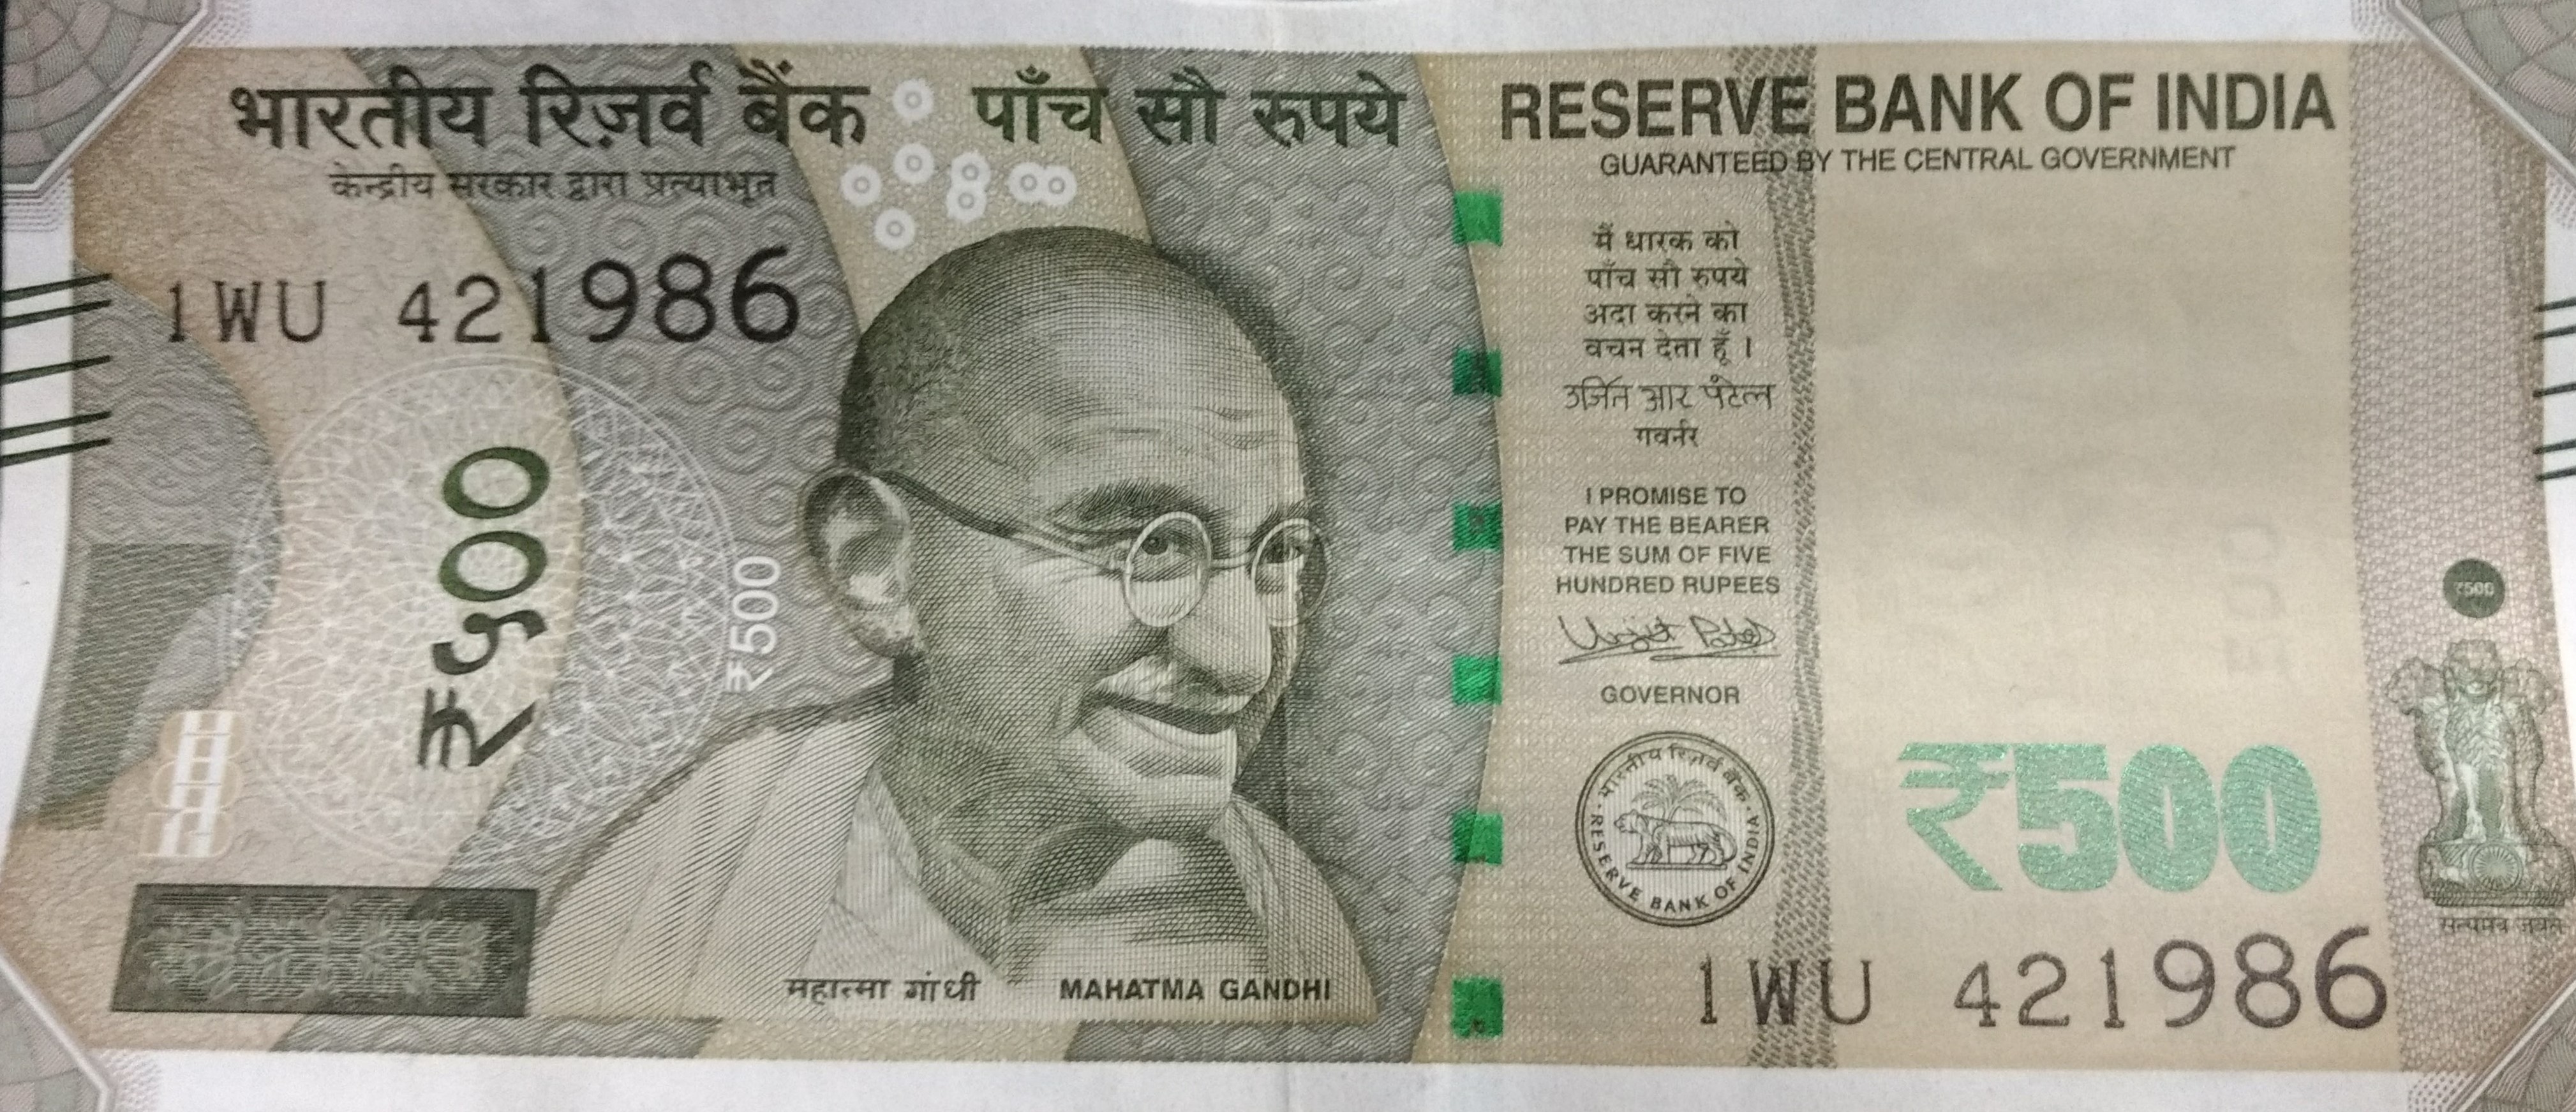 भारतीय रिज़र्व बैंक पाँच सौ रुपये
केन्द्रीय सरकार द्वारा प्रत्याभूत
1WU 421986
₹५००
₹500
महात्मा गांधी MAHATMA GANDHI
RESERVE BANK OF INDIA
GUARANTEED BY THE CENTRAL GOVERNMENT
मैं धारक को
पाँच सौ रुपये
अदा करने का
वचन देता हूँ ।
उर्जित आर पटेल
गवर्नर
I PROMISE TO
PAY THE BEARER
THE SUM OF FIVE
HUNDRED RUPEES
Urjit Patel
GOVERNOR
भारतीय रिज़र्व बैंक
RESERVE BANK OF INDIA
₹500
1WU 421986
₹500
सत्यमेव जयते